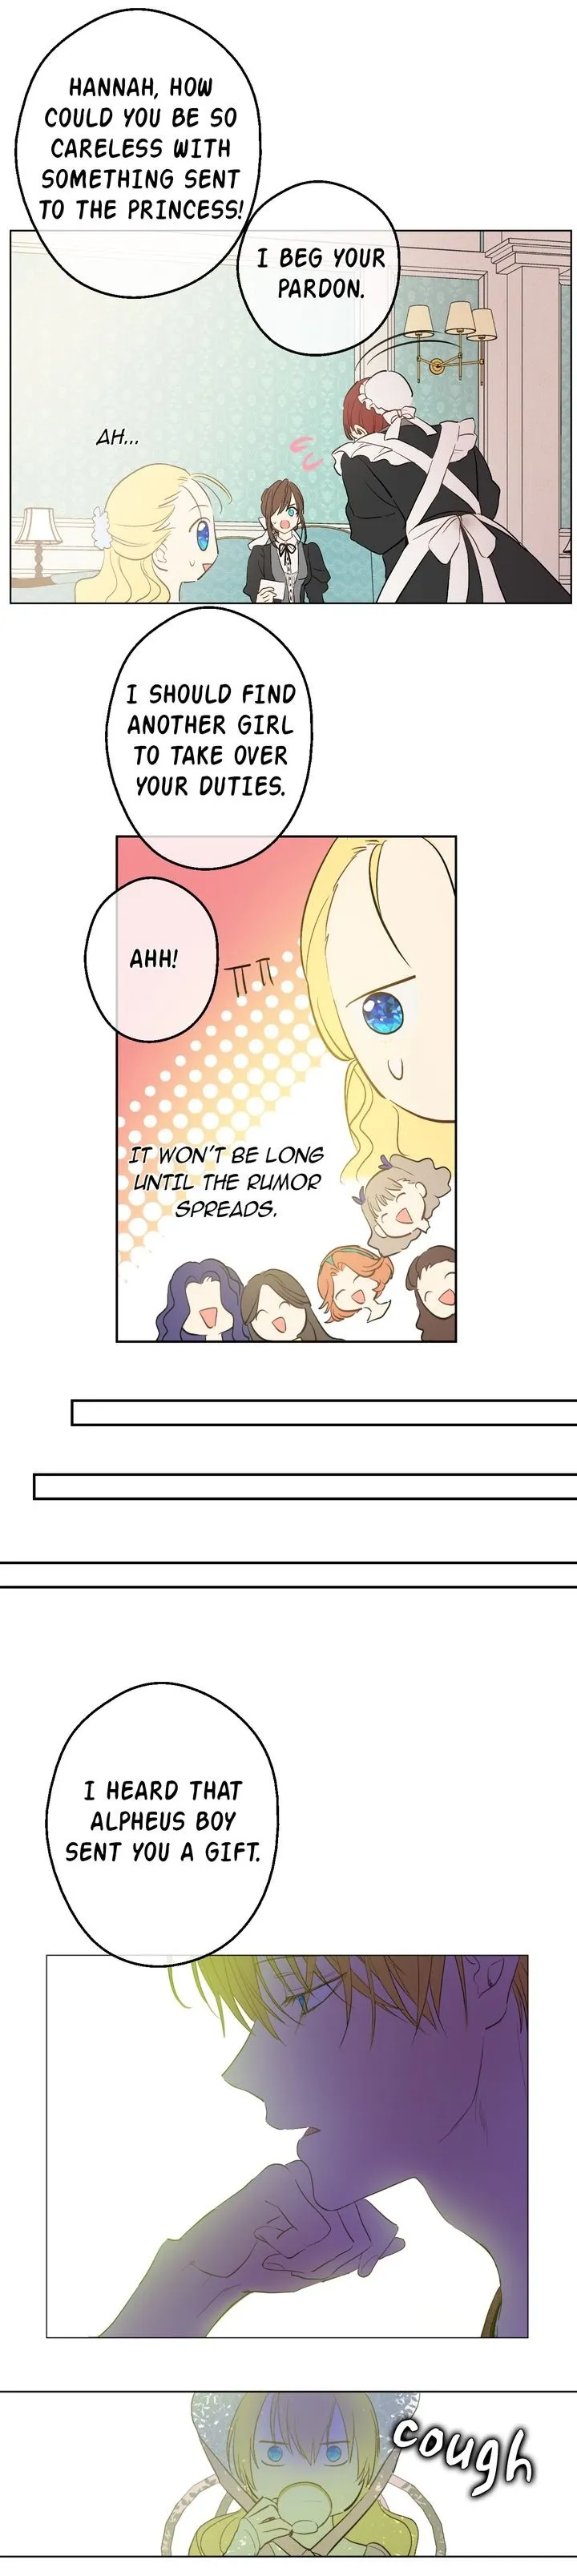 HANNAH, HOW
COULD YOU BE SO
CARELESS WITH
SOMETHING SENT
TO THE PRINCESS!
I BEG YOUR
PARDON.
AH...
I SHOULD FIND
ANOTHER GIRL
TO TAKE OVER
YOUR DUTIES.
AHH!
ㅠㅠ
IT WON'T BE LONG
UNTIL THE RUMOR
SPREADS.
I HEARD THAT
ALPHEUS BOY
SENT YOU A GIFT.
cough